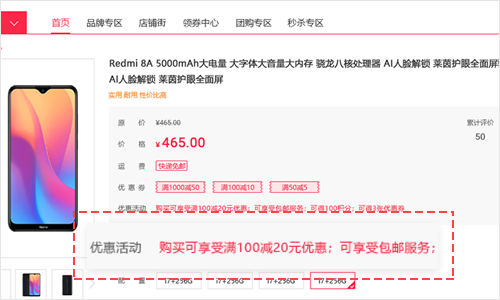 首页 品牌专区 店铺街 领券中心 团购专区 秒杀专区
Redmi 8A 5000mAh大电量 大字体大音量大内存 骁龙八核处理器 AI人脸解锁 莱茵护眼全面屏
AI人脸解锁 莱茵护眼全面屏
实用 耐用 性价比高
原 价 ¥465.00 累计评价
价 格 ¥465.00 50
运 费 快递免邮
优惠券 满1000减50 满100减10 满50减5
优惠活动 购买可享受满100减20元优惠；可享受包邮服务；可得100积分；可得3张优惠券
优惠活动 购买可享受满100减20元优惠；可享受包邮服务；
配 置 i7+256G i7+256G i7+256G i7+256G